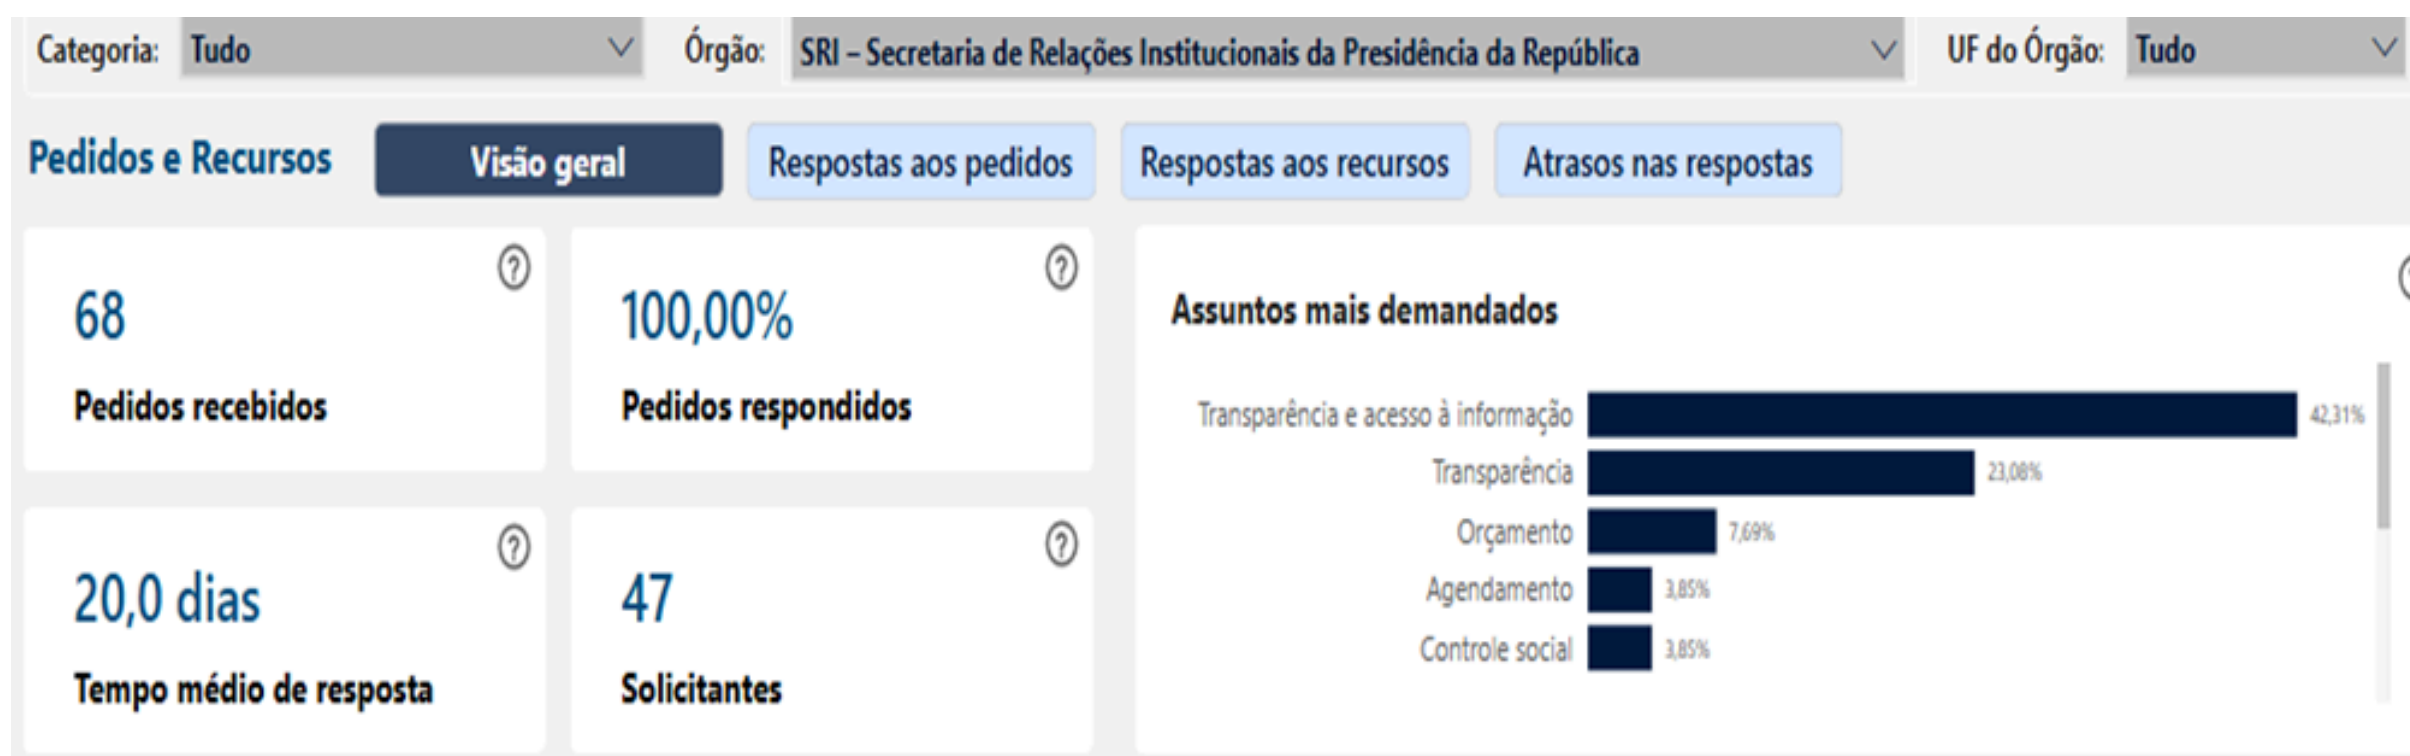 Categoria: Tudo Órgão: SRI – Secretaria de Relações Institucionais da Presidência da República UF do Órgão: Tudo
Pedidos e Recursos Visão geral Respostas aos pedidos Respostas aos recursos Atrasos nas respostas
68
Pedidos recebidos
100,00%
Pedidos respondidos
20,0 dias
Tempo médio de resposta
47
Solicitantes
Assuntos mais demandados
Transparência e acesso à informação 42,31%
Transparência 23,08%
Orçamento 7,69%
Agendamento 3,85%
Controle social 3,85%